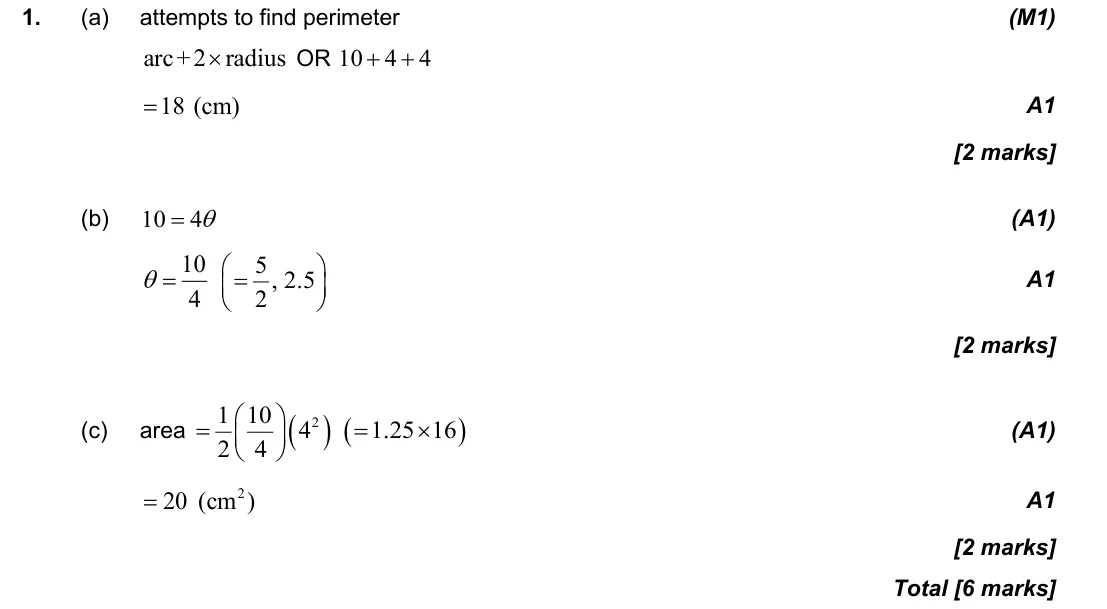 1. (a) attempts to find perimeter (M1)
arc+2×radius OR 10+4+4
=18 (cm) A1
[2 marks]
(b) 10=4θ (A1)
θ=10/4 (=5/2, 2.5) A1
[2 marks]
(c) area =1/2(10/4)(4²) (=1.25×16) (A1)
=20 (cm²) A1
[2 marks]
Total [6 marks]